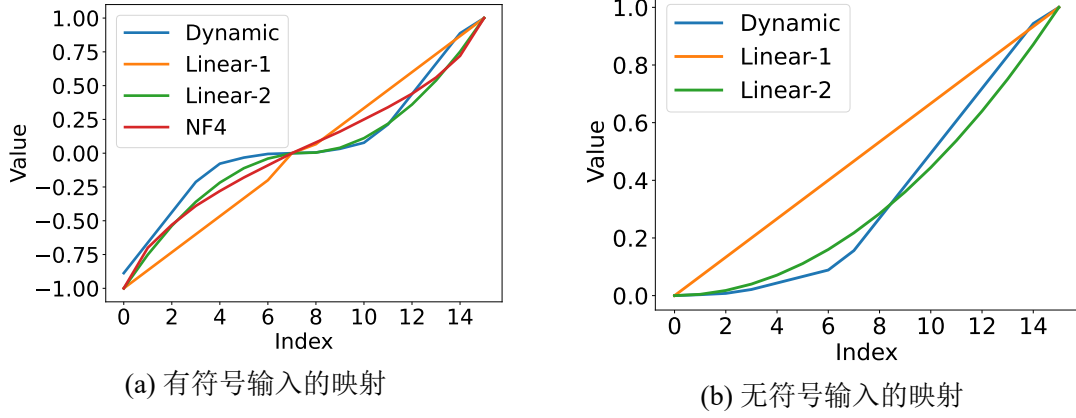 1.00
0.75
0.50
0.25
0.00
−0.25
−0.50
−0.75
−1.00
Value
Dynamic
Linear-1
Linear-2
NF4
0 2 4 6 8 10 12 14
Index
(a) 有符号输入的映射
1.0
0.8
0.6
0.4
0.2
0.0
Value
Dynamic
Linear-1
Linear-2
0 2 4 6 8 10 12 14
Index
(b) 无符号输入的映射